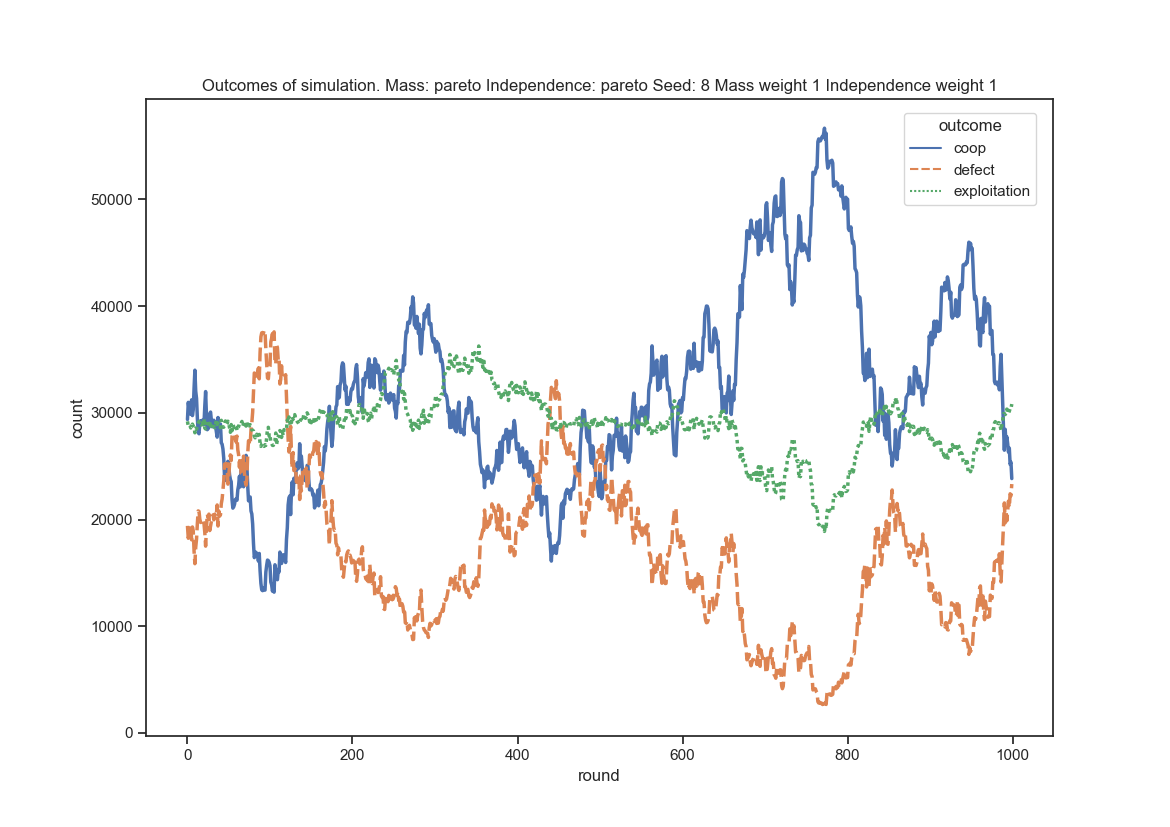 Outcomes of simulation. Mass: pareto Independence: pareto Seed: 8 Mass weight 1 Independence weight 1
outcome
coop
defect
exploitation
count
50000
40000
30000
20000
10000
0
0 200 400 600 800 1000
round